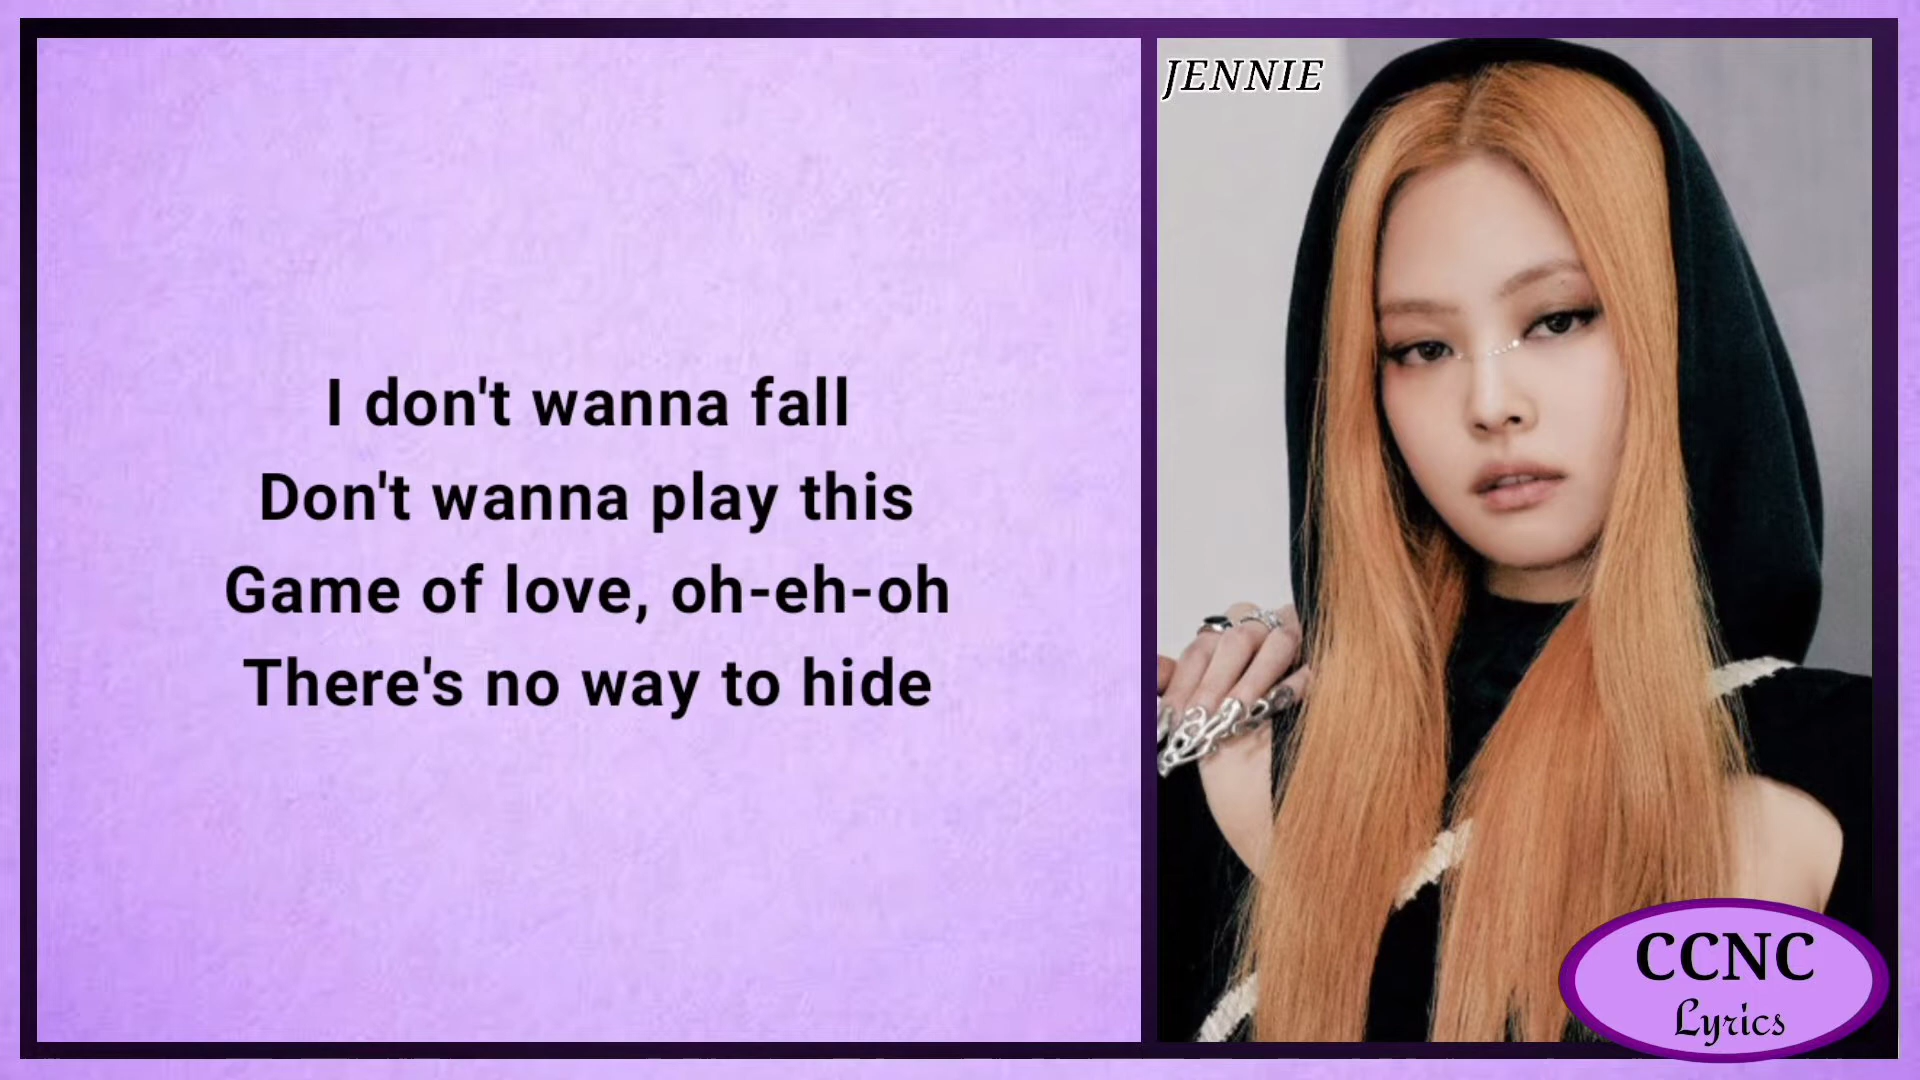 JENNIE
I don't wanna fall
Don't wanna play this
Game of love, oh-eh-oh
There's no way to hide
CCNC
Lyrics